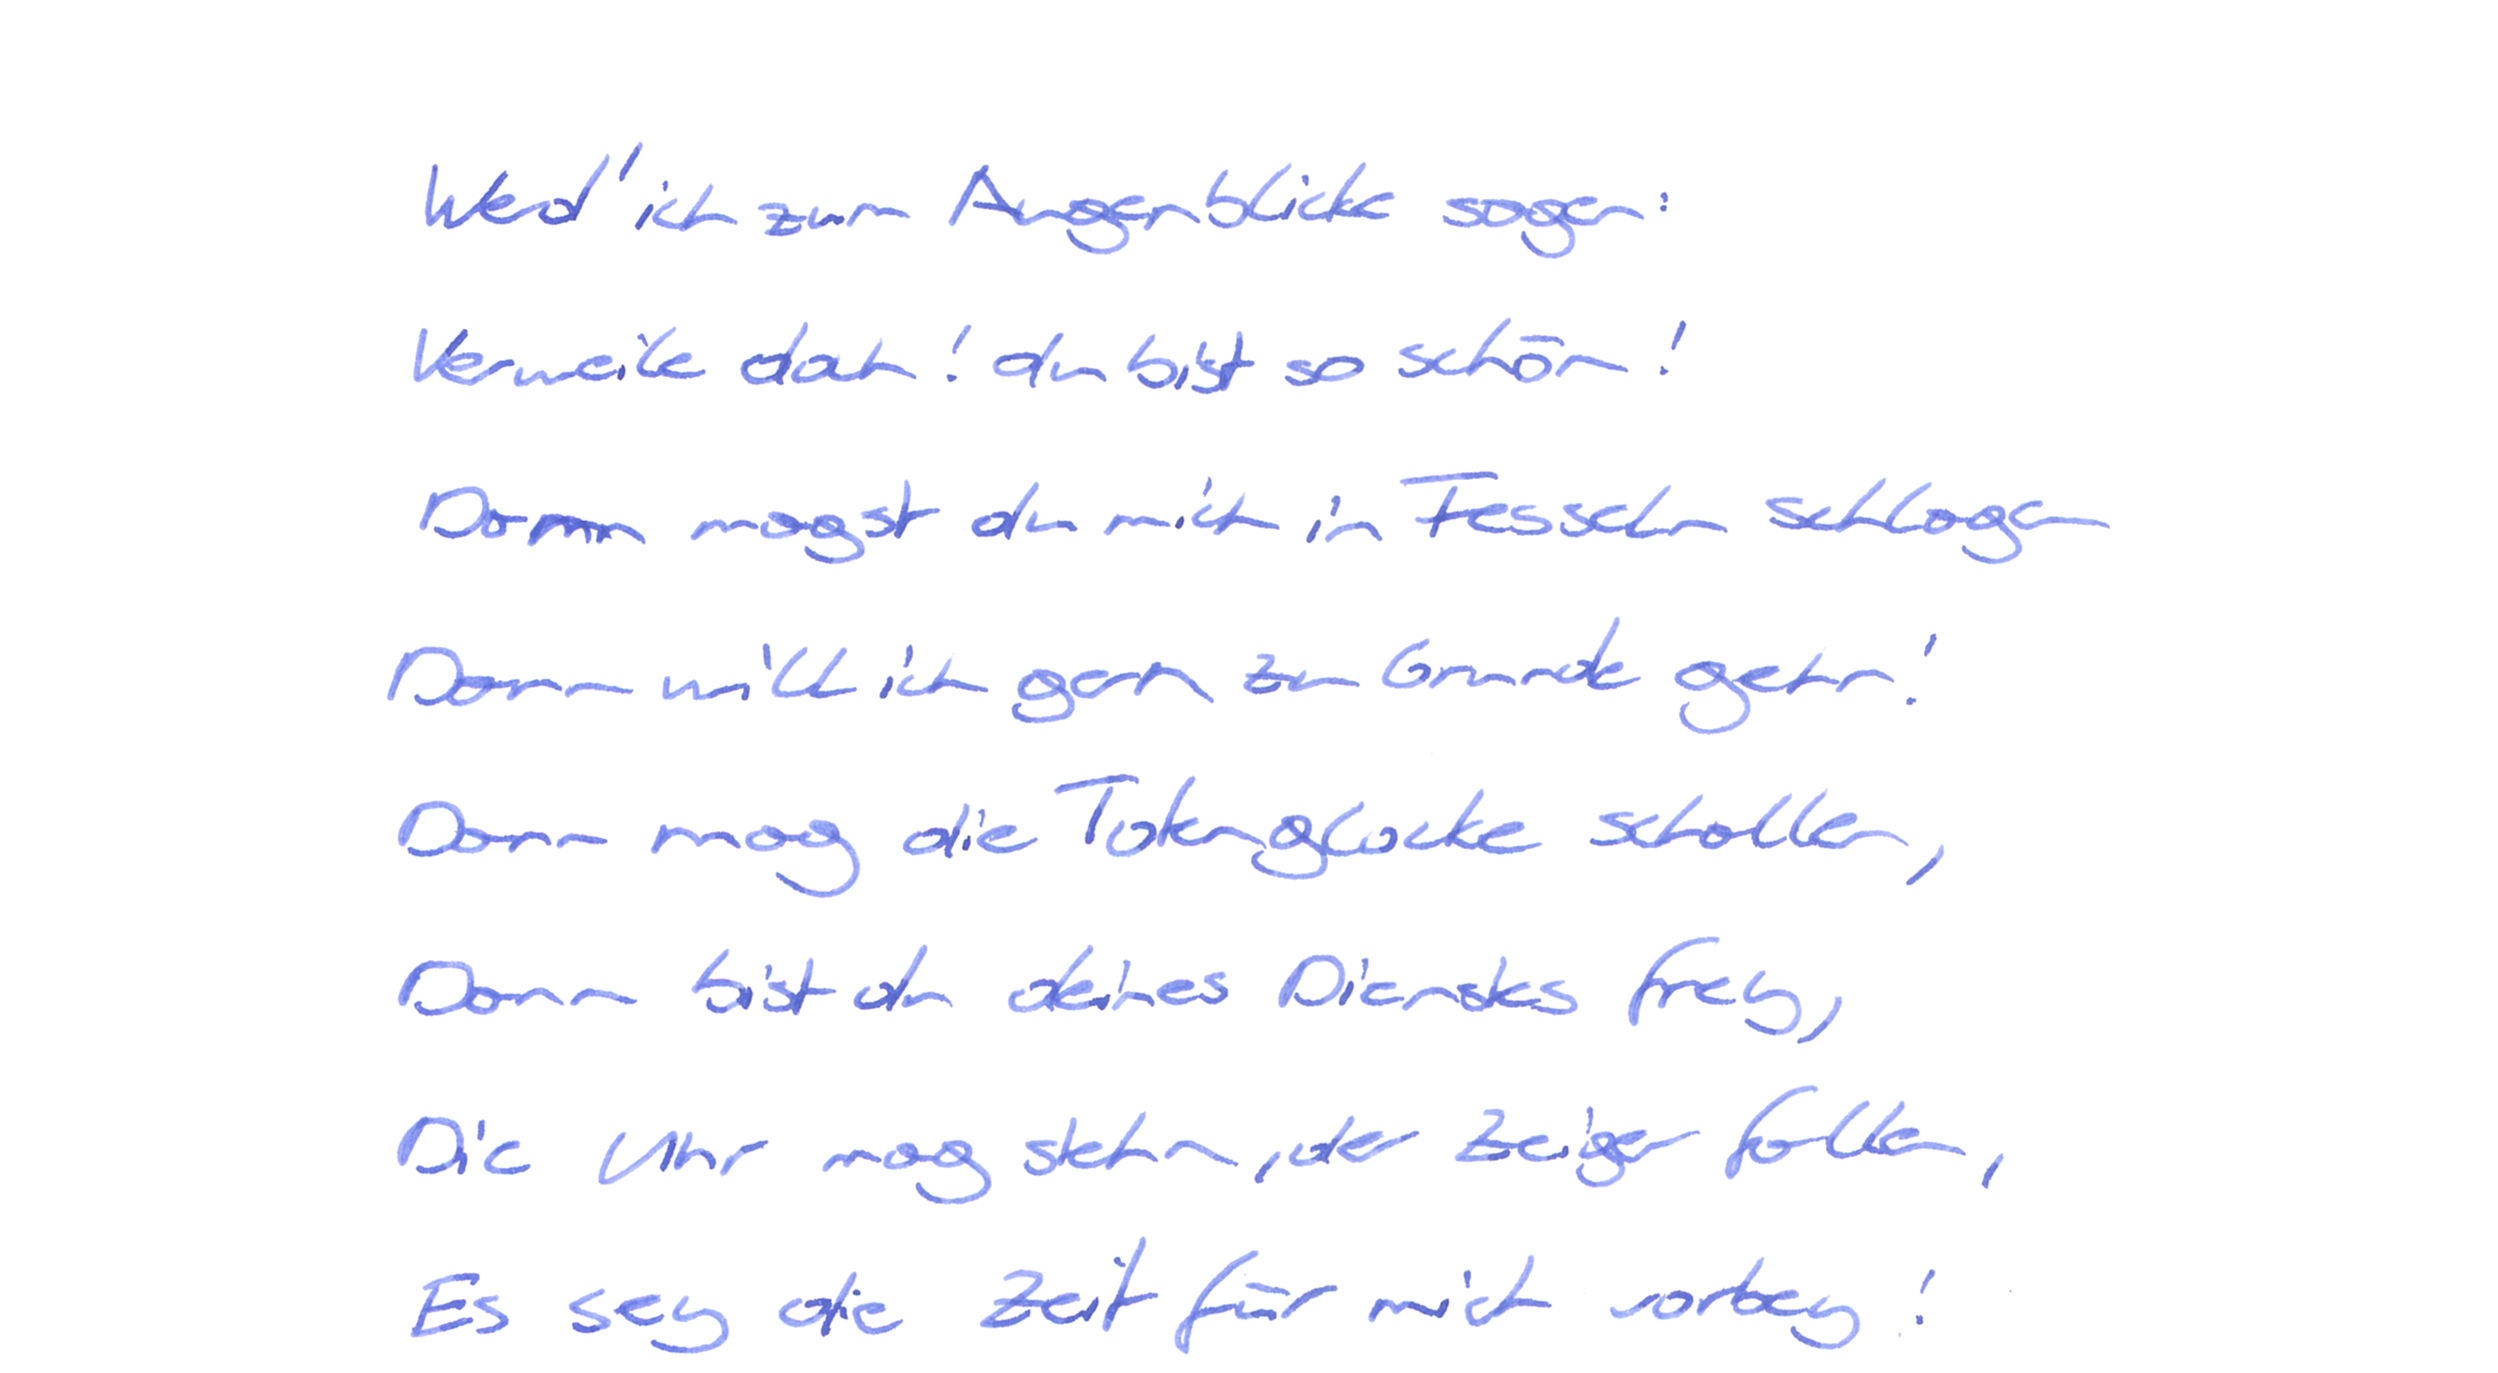 Werd' ich zum Augenblicke sagen:
Verweile doch! du bist so schön!
Dann magst du mich in Fesseln schlagen
Dann will ich gern zu Grunde gehn!
Dann mag die Totenglocke schallen,
Dann bist du deines Dienstes frey,
Die Uhr mag stehn, der Zeiger fallen,
Es sey die Zeit für mich vorbey!